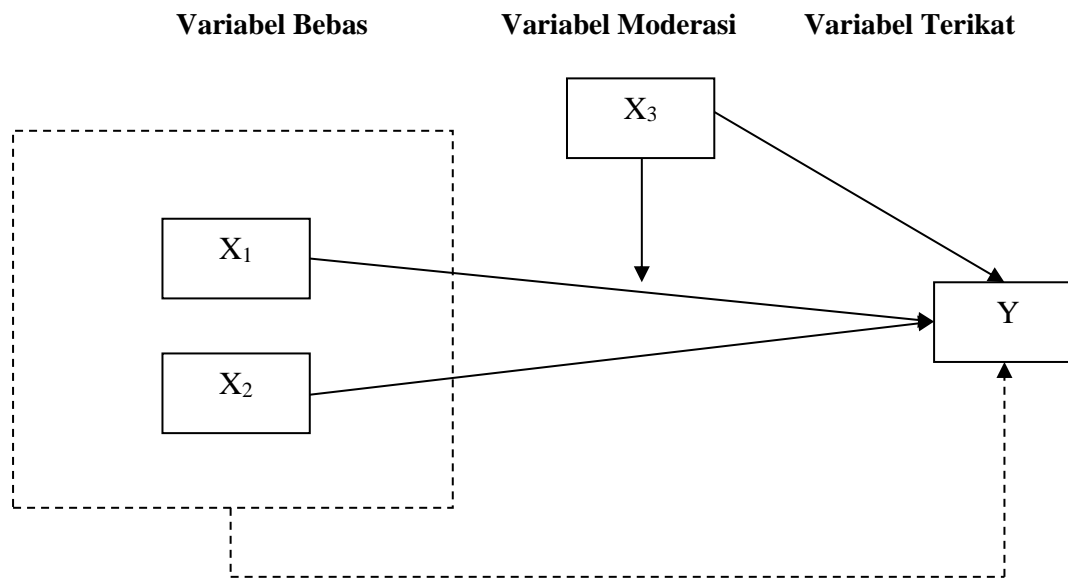 Variabel Bebas Variabel Moderasi Variabel Terikat
X₃
X₁
Y
X₂